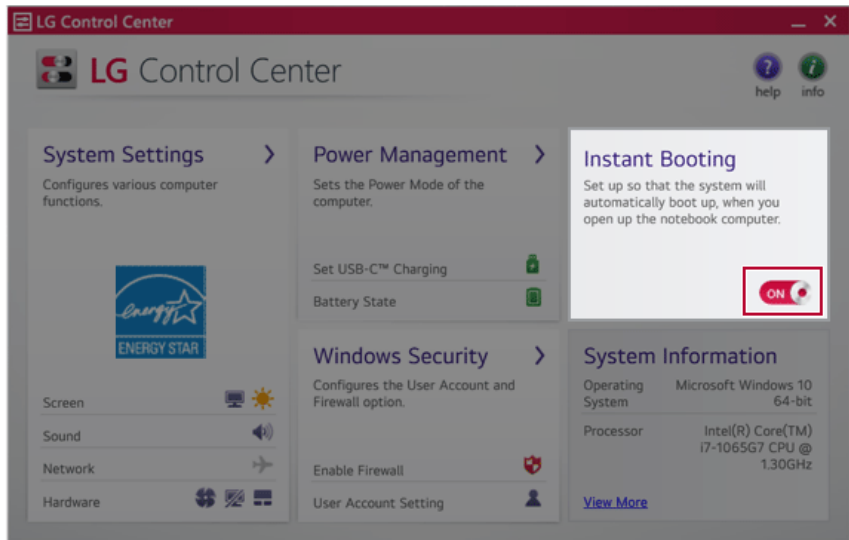 LG Control Center
LG Control Center
help
info
System Settings
Configures various computer
functions.
energy
ENERGY STAR
Screen
Sound
Network
Hardware
Power Management
Sets the Power Mode of the
computer.
Set USB-C™ Charging
Battery State
Instant Booting
Set up so that the system will
automatically boot up, when you
open up the notebook computer.
ON
Windows Security
Configures the User Account and
Firewall option.
Enable Firewall
User Account Setting
System Information
Operating
System
Microsoft Windows 10
64-bit
Processor
Intel(R) Core(TM)
i7-1065G7 CPU @
1.30GHz
View More